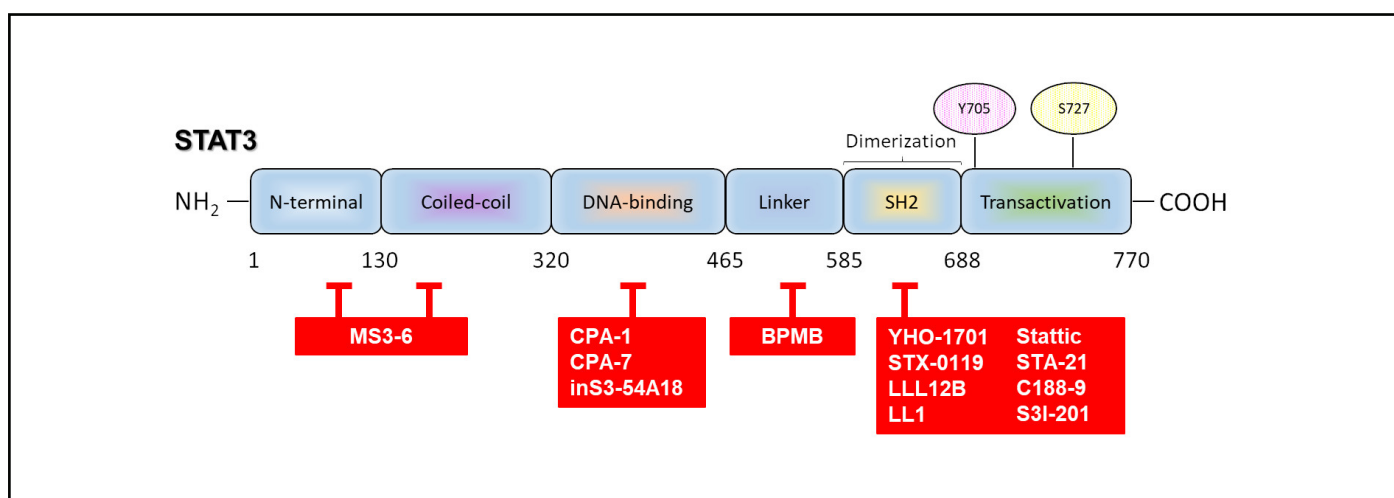 Y705 S727
Dimerization
STAT3
NH2 N-terminal Coiled-coil DNA-binding Linker SH2 Transactivation COOH
1 130 320 465 585 688 770
MS3-6
CPA-1
CPA-7
inS3-54A18
BPMB
YHO-1701 Stattic
STX-0119 STA-21
LLL12B C188-9
LL1 S3I-201